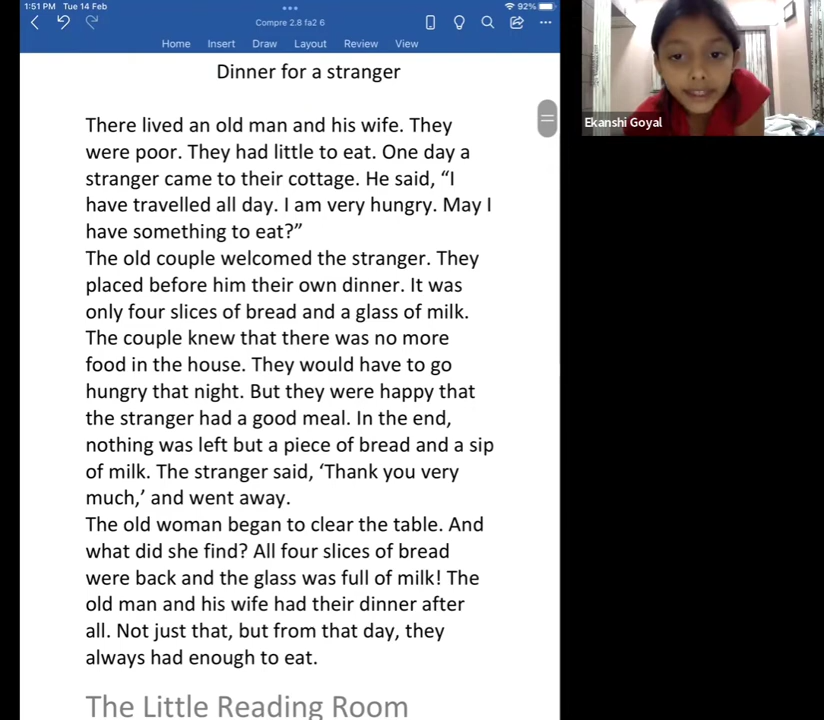 1:51 PM Tue 14 Feb
92%
Compre 2.8 fa2 6
Home Insert Draw Layout Review View
Dinner for a stranger
There lived an old man and his wife. They
were poor. They had little to eat. One day a
stranger came to their cottage. He said, “I
have travelled all day. I am very hungry. May I
have something to eat?”
The old couple welcomed the stranger. They
placed before him their own dinner. It was
only four slices of bread and a glass of milk.
The couple knew that there was no more
food in the house. They would have to go
hungry that night. But they were happy that
the stranger had a good meal. In the end,
nothing was left but a piece of bread and a sip
of milk. The stranger said, ‘Thank you very
much,’ and went away.
The old woman began to clear the table. And
what did she find? All four slices of bread
were back and the glass was full of milk! The
old man and his wife had their dinner after
all. Not just that, but from that day, they
always had enough to eat.
The Little Reading Room
Ekanshi Goyal